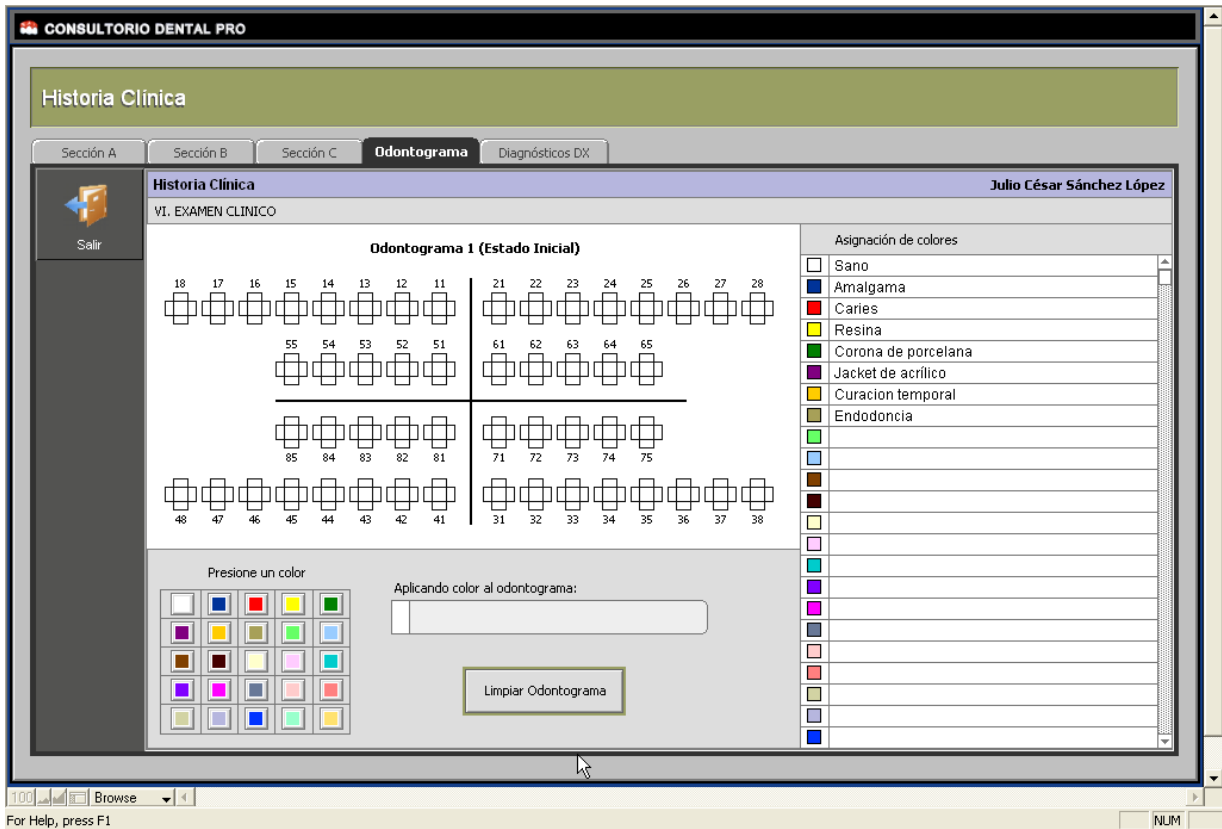 CONSULTORIO DENTAL PRO
Historia Clínica
Sección A Sección B Sección C Odontograma Diagnósticos DX
Salir
Historia Clínica Julio César Sánchez López
VI. EXAMEN CLINICO
Odontograma 1 (Estado Inicial)
18 17 16 15 14 13 12 11 21 22 23 24 25 26 27 28
55 54 53 52 51 61 62 63 64 65
85 84 83 82 81 71 72 73 74 75
48 47 46 45 44 43 42 41 31 32 33 34 35 36 37 38
Asignación de colores
Sano
Amalgama
Caries
Resina
Corona de porcelana
Jacket de acrílico
Curacion temporal
Endodoncia
Presione un color
Aplicando color al odontograma:
Limpiar Odontograma
100 Browse
For Help, press F1 NUM